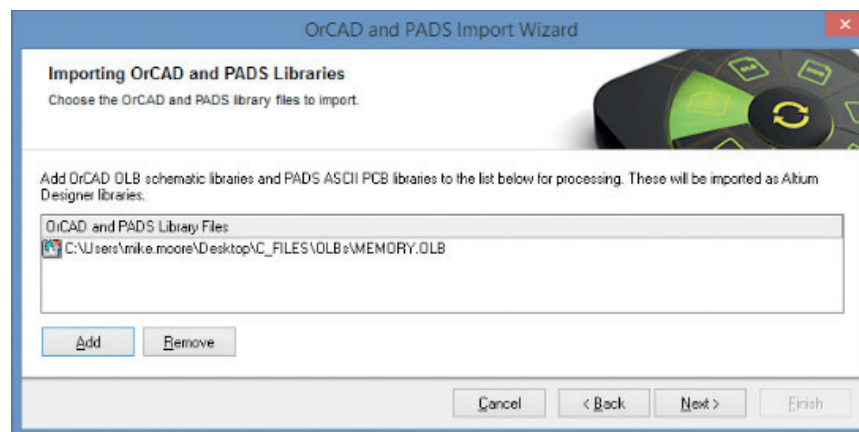 OrCAD and PADS Import Wizard
Importing OrCAD and PADS Libraries
Choose the OrCAD and PADS library files to import.
Add OrCAD OLB schematic libraries and PADS ASCII PCB libraries to the list below for processing. These will be imported as Altium
Designer libraries.
OrCAD and PADS Library Files
C:\Users\mike.moore\Desktop\C_FILES\OLBs\MEMORY.OLB
Add
Remove
Cancel
< Back
Next >
Finish